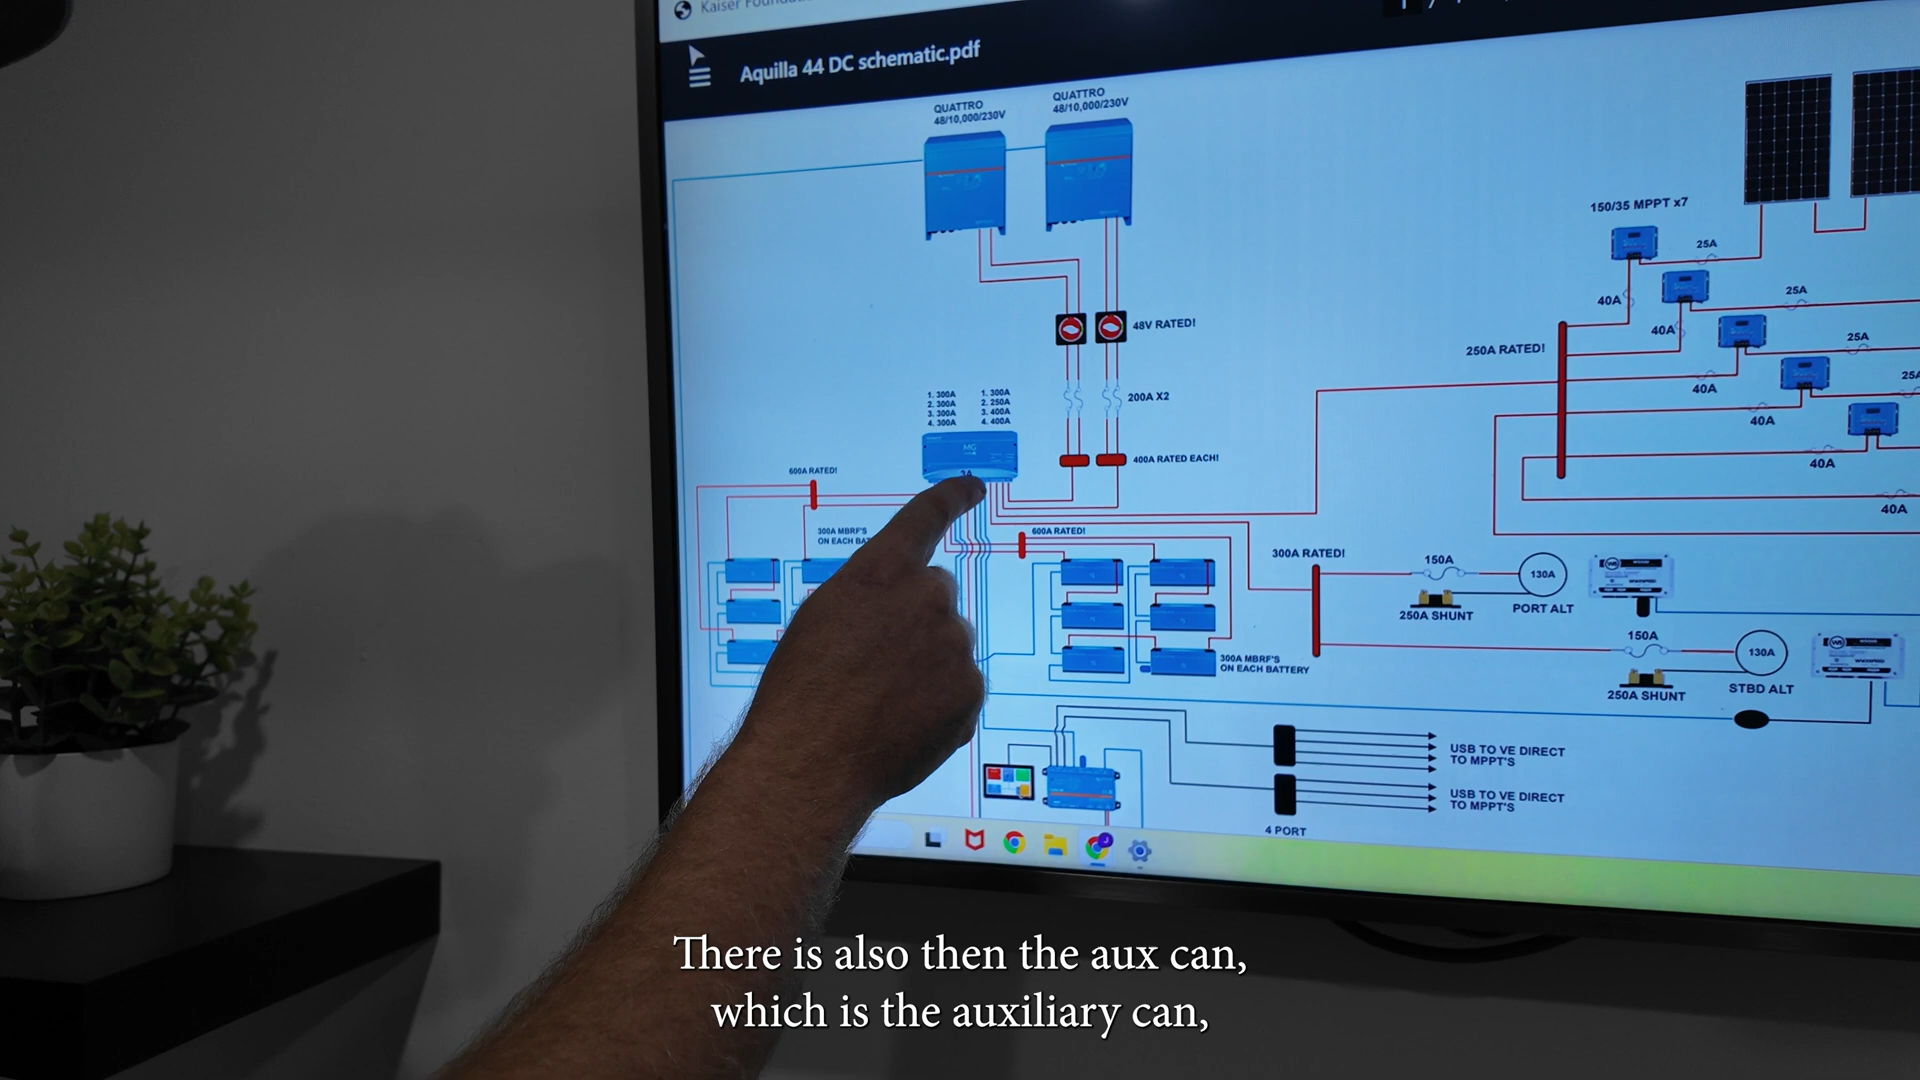 Aquilla 44 DC schematic.pdf
QUATTRO
48/10,000/230V
QUATTRO
48/10,000/230V
150/35 MPPT x7
25A
40A
25A
40A
25A
40A
40A
40A
40A
250A RATED!
48V RATED!
200A X2
400A RATED EACH!
1. 300A
2. 300A
3. 300A
4. 300A
1. 300A
2. 250A
3. 400A
4. 400A
MG
3A
600A RATED!
300A MBRF'S
600A RATED!
300A RATED!
150A
130A
250A SHUNT
PORT ALT
150A
130A
250A SHUNT
STBD ALT
300A MBRF'S
ON EACH BATTERY
USB TO VE DIRECT
TO MPPT'S
USB TO VE DIRECT
TO MPPT'S
4 PORT
There is also then the aux can,
which is the auxiliary can,